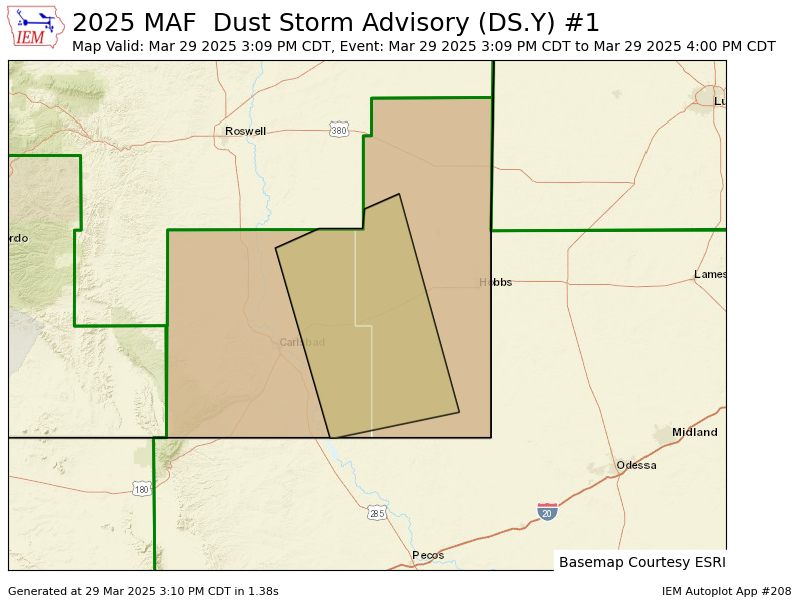 IEM
2025 MAF  Dust Storm Advisory (DS.Y) #1
Map Valid: Mar 29 2025 3:09 PM CDT, Event: Mar 29 2025 3:09 PM CDT to Mar 29 2025 4:00 PM CDT
Lu
Roswell
380
rdo
Hobbs
Lames
Carlsbad
Midland
Odessa
180
285
20
Pecos
Basemap Courtesy ESRI
Generated at 29 Mar 2025 3:10 PM CDT in 1.38s
IEM Autoplot App #208